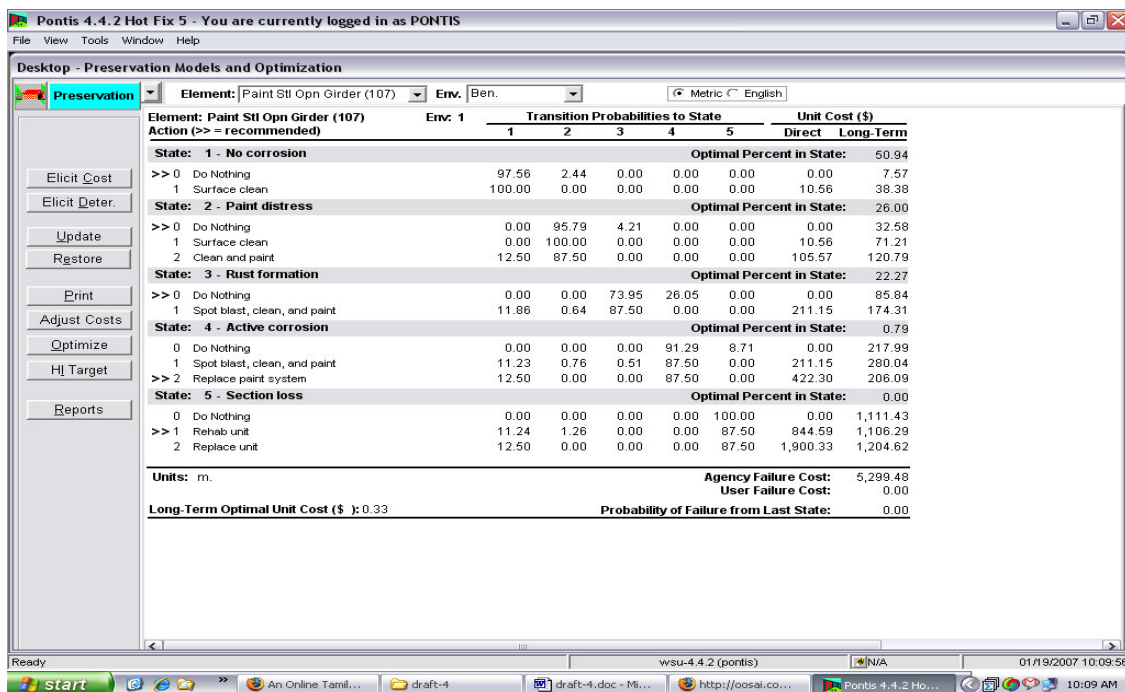 Pontis 4.4.2 Hot Fix 5 - You are currently logged in as PONTIS
File View Tools Window Help
Desktop - Preservation Models and Optimization
Preservation Element: Paint Stl Opn Girder (107) Env. Ben. Metric English
Element: Paint Stl Opn Girder (107) Env: 1 Transition Probabilities to State Unit Cost ($)
Action (>> = recommended) 1 2 3 4 5 Direct Long-Term
State: 1 - No corrosion Optimal Percent in State: 50.94
Elicit Cost >> 0 Do Nothing 97.56 2.44 0.00 0.00 0.00 0.00 7.57
1 Surface clean 100.00 0.00 0.00 0.00 0.00 10.56 38.38
Elicit Deter. State: 2 - Paint distress Optimal Percent in State: 26.00
>> 0 Do Nothing 0.00 95.79 4.21 0.00 0.00 0.00 32.58
Update 1 Surface clean 0.00 100.00 0.00 0.00 0.00 10.56 71.21
Restore 2 Clean and paint 12.50 87.50 0.00 0.00 0.00 105.57 120.79
State: 3 - Rust formation Optimal Percent in State: 22.27
Print >> 0 Do Nothing 0.00 0.00 73.95 26.05 0.00 0.00 85.84
1 Spot blast, clean, and paint 11.86 0.64 87.50 0.00 0.00 211.15 174.31
Adjust Costs State: 4 - Active corrosion Optimal Percent in State: 0.79
Optimize 0 Do Nothing 0.00 0.00 0.00 91.29 8.71 0.00 217.99
1 Spot blast, clean, and paint 11.23 0.76 0.51 87.50 0.00 211.15 280.04
HI Target >> 2 Replace paint system 12.50 0.00 0.00 87.50 0.00 422.30 206.09
State: 5 - Section loss Optimal Percent in State: 0.00
Reports 0 Do Nothing 0.00 0.00 0.00 0.00 100.00 0.00 1,111.43
>> 1 Rehab unit 11.24 1.26 0.00 0.00 87.50 844.59 1,106.29
2 Replace unit 12.50 0.00 0.00 0.00 87.50 1,900.33 1,204.62
Units: m. Agency Failure Cost: 5,299.48
User Failure Cost: 0.00
Long-Term Optimal Unit Cost ($ ): 0.33 Probability of Failure from Last State: 0.00
Ready wsu-4.4.2 (pontis) N/A 01/19/2007 10:09:56
start An Online Tamil... draft-4 draft-4.doc - Mi... http://oosai.co... Pontis 4.4.2 Ho... 10:09 AM